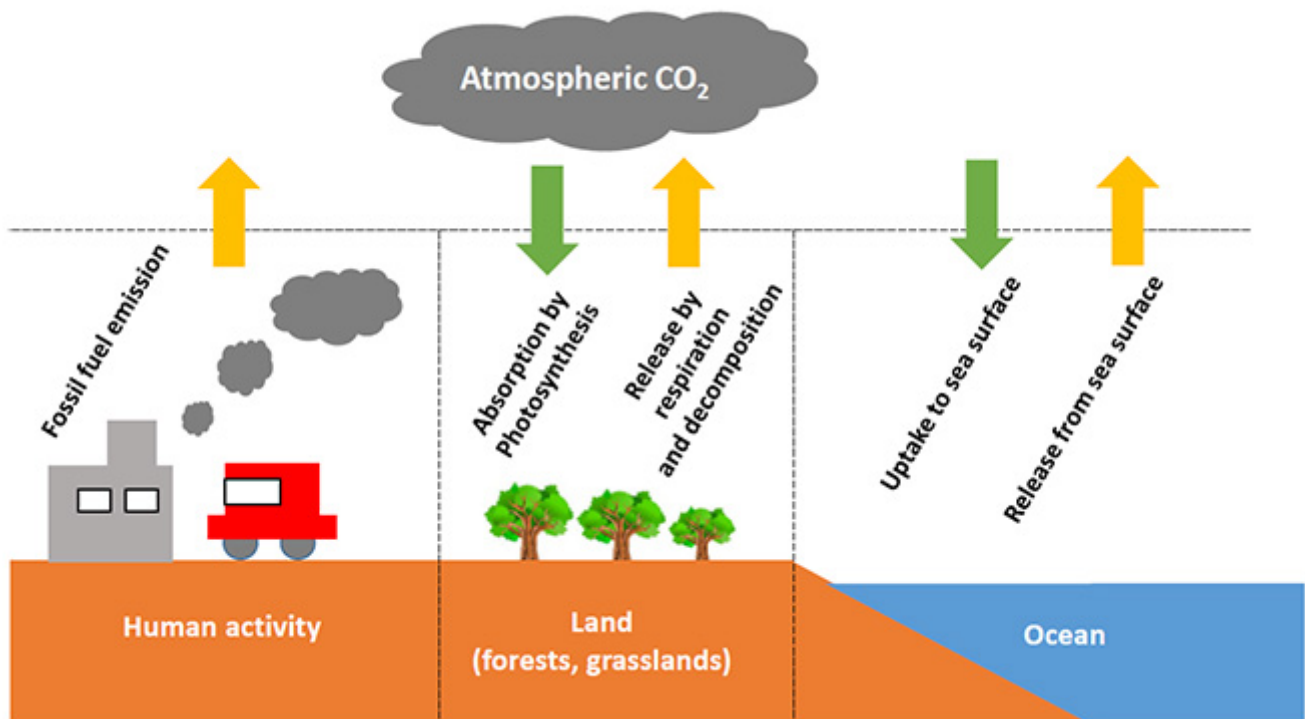 Atmospheric CO₂
Fossil fuel emission
Absorption by
Photosynthesis
Release by
respiration
and decomposition
Uptake to sea surface
Release from sea surface
Human activity
Land
(forests, grasslands)
Ocean